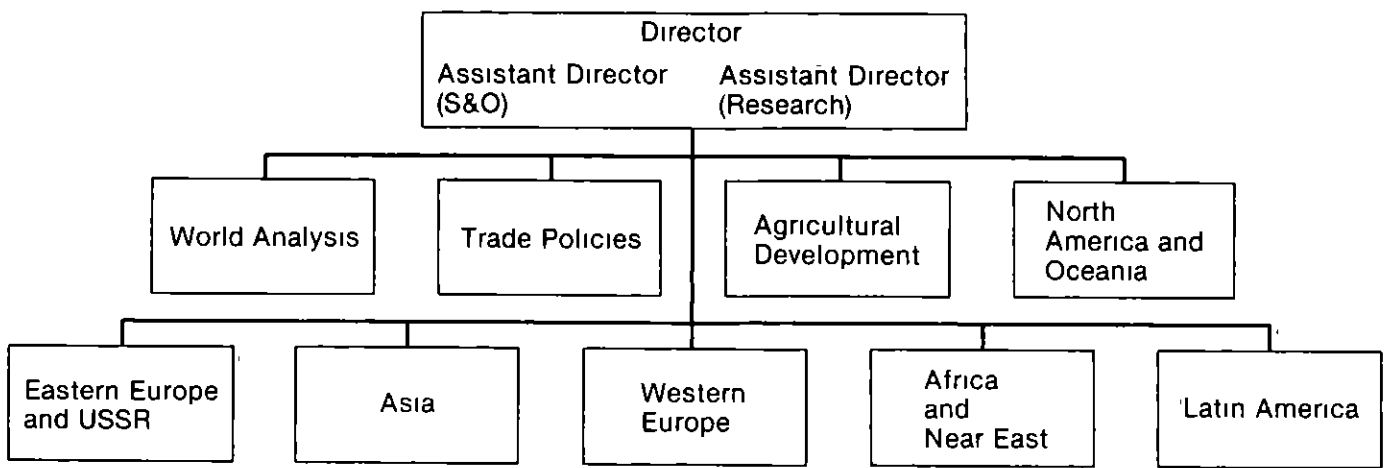 Director
Assistant Director
(S&O)
Assistant Director
(Research)
World Analysis
Trade Policies
Agricultural
Development
North
America and
Oceania
Eastern Europe
and USSR
Asia
Western
Europe
Africa
and
Near East
Latin America